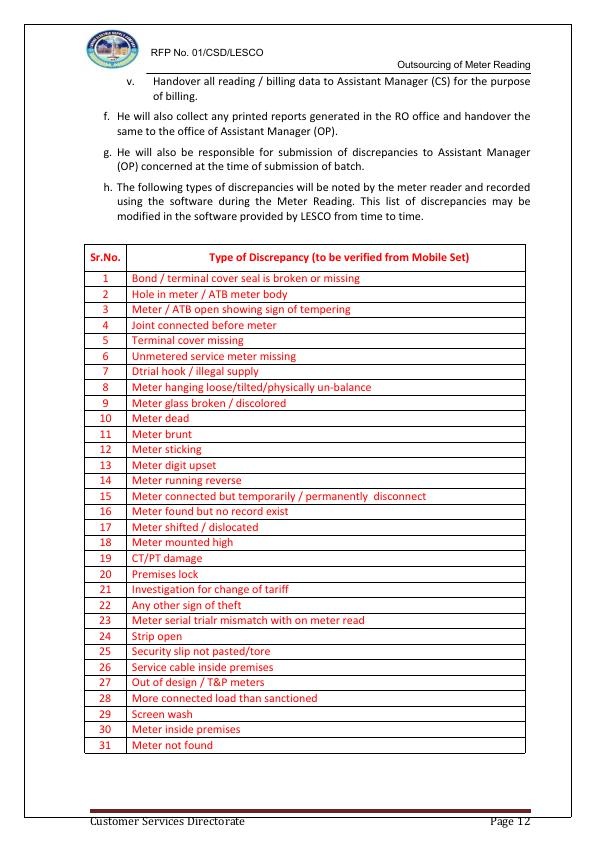 RFP No. 01/CSD/LESCO
Outsourcing of Meter Reading
v. Handover all reading / billing data to Assistant Manager (CS) for the purpose
of billing.
f. He will also collect any printed reports generated in the RO office and handover the
same to the office of Assistant Manager (OP).
g. He will also be responsible for submission of discrepancies to Assistant Manager
(OP) concerned at the time of submission of batch.
h. The following types of discrepancies will be noted by the meter reader and recorded
using the software during the Meter Reading. This list of discrepancies may be
modified in the software provided by LESCO from time to time.
Sr.No. Type of Discrepancy (to be verified from Mobile Set)
1 Bond / terminal cover seal is broken or missing
2 Hole in meter / ATB meter body
3 Meter / ATB open showing sign of tempering
4 Joint connected before meter
5 Terminal cover missing
6 Unmetered service meter missing
7 Dtrial hook / illegal supply
8 Meter hanging loose/tilted/physically un-balance
9 Meter glass broken / discolored
10 Meter dead
11 Meter brunt
12 Meter sticking
13 Meter digit upset
14 Meter running reverse
15 Meter connected but temporarily / permanently disconnect
16 Meter found but no record exist
17 Meter shifted / dislocated
18 Meter mounted high
19 CT/PT damage
20 Premises lock
21 Investigation for change of tariff
22 Any other sign of theft
23 Meter serial trialr mismatch with on meter read
24 Strip open
25 Security slip not pasted/tore
26 Service cable inside premises
27 Out of design / T&P meters
28 More connected load than sanctioned
29 Screen wash
30 Meter inside premises
31 Meter not found
Customer Services Directorate Page 12